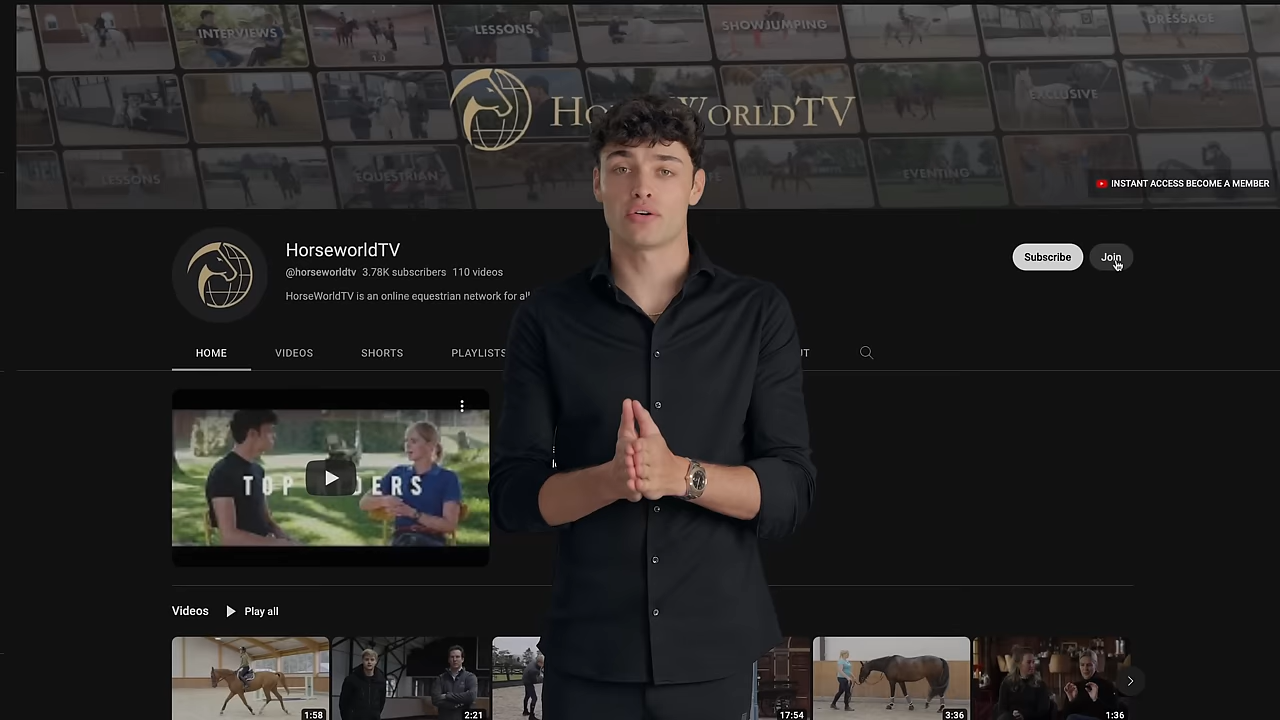 INTERVIEWS
LESSONS
SHOWJUMPING
DRESSAGE
EXCLUSIVE
LESSONS
EQUESTRIAN
EVENTING
INSTANT ACCESS BECOME A MEMBER
HorseworldTV
@horseworldtv 3.78K subscribers 110 videos
HorseWorldTV is an online equestrian network for all
Subscribe
Join
HOME
VIDEOS
SHORTS
PLAYLISTS
TOP
Videos
Play all
1:58
2:21
17:54
3:36
1:36